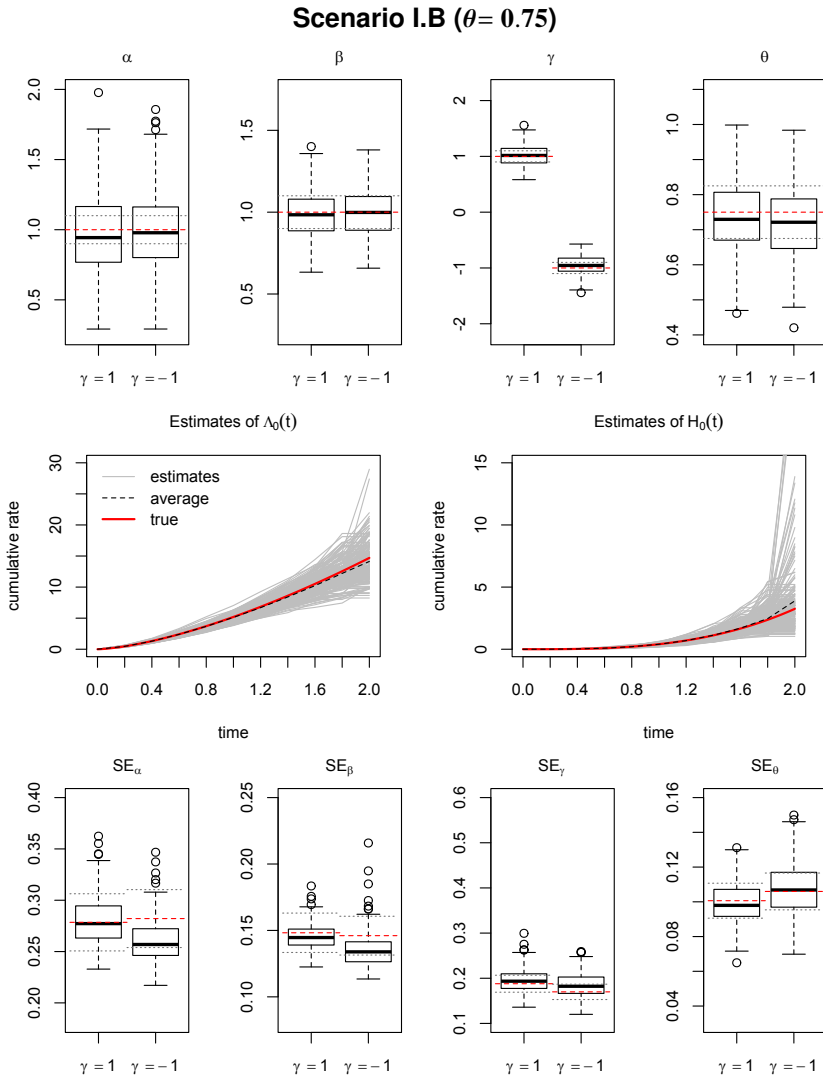 Scenario I.B (θ= 0.75)
α
β
γ
θ
0.5 1.0 1.5 2.0
0.5 1.0 1.5
-2 -1 0 1 2
0.4 0.6 0.8 1.0
γ = 1 γ = − 1
γ = 1 γ = − 1
γ = 1 γ = − 1
γ = 1 γ = − 1
Estimates of Λ₀(t)
cumulative rate
0 10 20 30
estimates
average
true
0.0 0.4 0.8 1.2 1.6 2.0
time
Estimates of H₀(t)
cumulative rate
0 5 10 15
0.0 0.4 0.8 1.2 1.6 2.0
time
SEα
SEβ
SEγ
SEθ
0.20 0.25 0.30 0.35 0.40
0.10 0.15 0.20 0.25
0.1 0.2 0.3 0.4 0.5 0.6
0.04 0.08 0.12 0.16
γ = 1 γ = − 1
γ = 1 γ = − 1
γ = 1 γ = − 1
γ = 1 γ = − 1